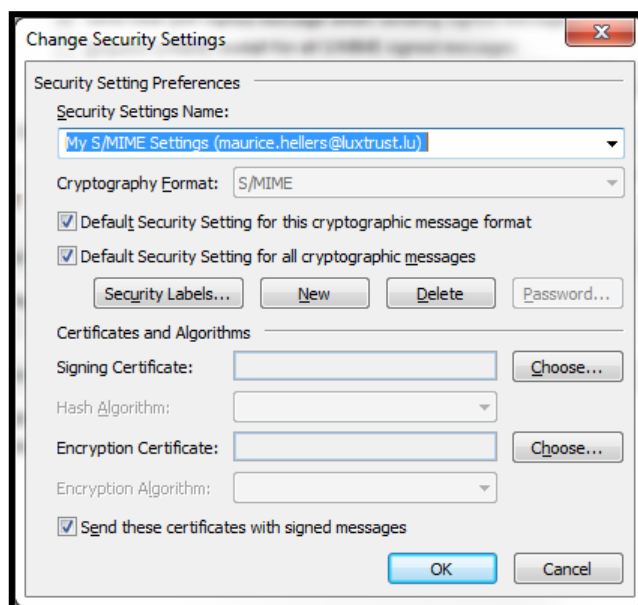 Change Security Settings
Security Setting Preferences
Security Settings Name:
My S/MIME Settings (maurice.hellers@luxtrust.lu)
Cryptography Format: S/MIME
Default Security Setting for this cryptographic message format
Default Security Setting for all cryptographic messages
Security Labels... New Delete Password...
Certificates and Algorithms
Signing Certificate: Choose...
Hash Algorithm:
Encryption Certificate: Choose...
Encryption Algorithm:
Send these certificates with signed messages
OK Cancel